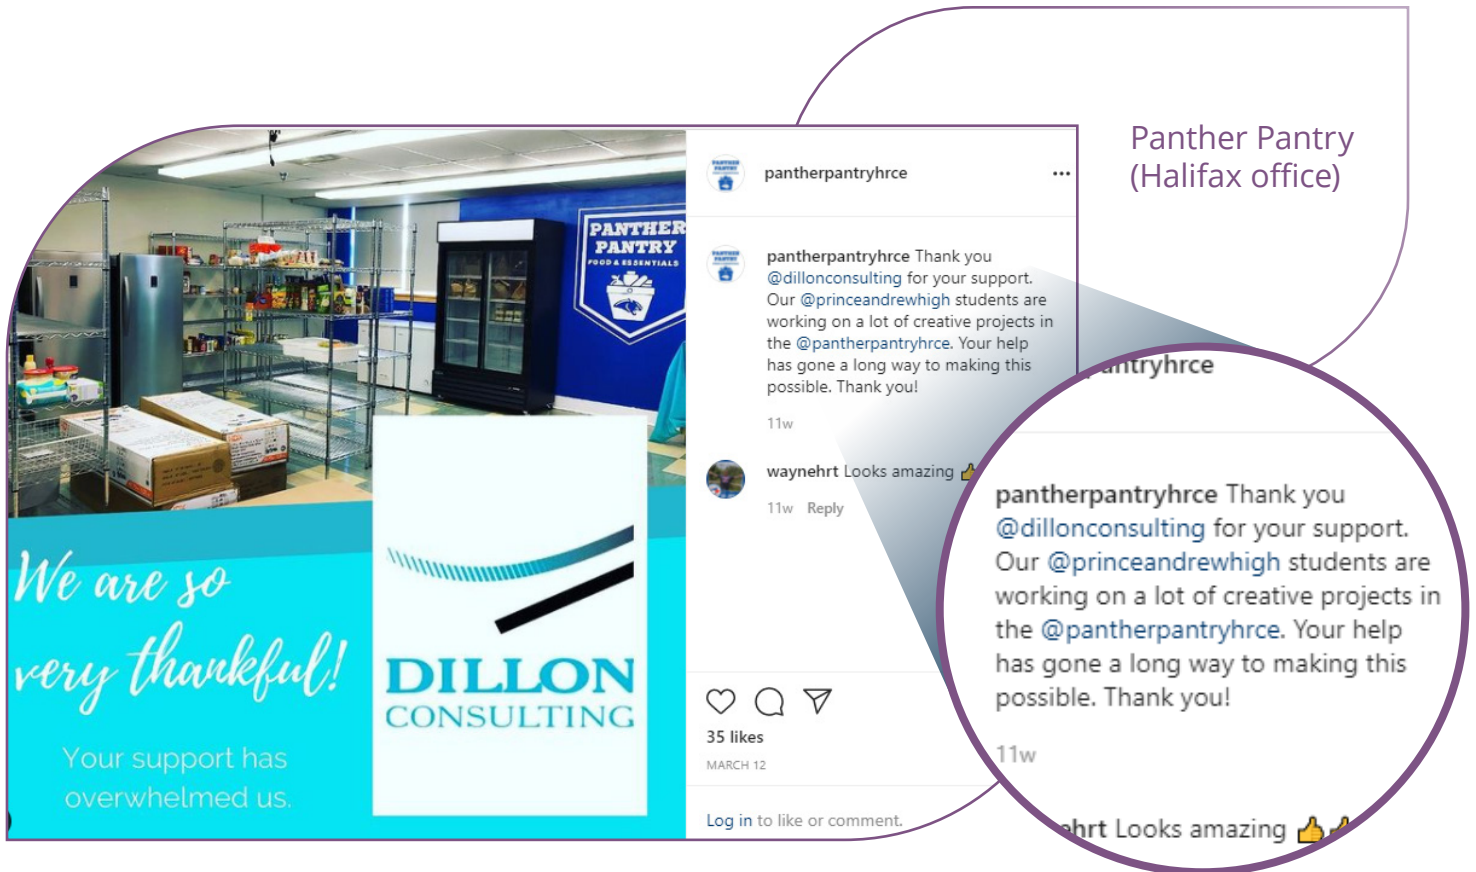 Panther Pantry
(Halifax office)
PANTHER
PANTRY
FOOD & ESSENTIALS
We are so
very thankful!
Your support has
overwhelmed us.
DILLON
CONSULTING
pantherpantryhrce
pantherpantryhrce Thank you
@dillonconsulting for your support.
Our @princeandrewhigh students are
working on a lot of creative projects in
the @pantherpantryhrce. Your help
has gone a long way to making this
possible. Thank you!
11w
waynehrt Looks amazing 👍
11w Reply
35 likes
MARCH 12
Log in to like or comment.
antryhrce
pantherpantryhrce Thank you
@dillonconsulting for your support.
Our @princeandrewhigh students are
working on a lot of creative projects in
the @pantherpantryhrce. Your help
has gone a long way to making this
possible. Thank you!
11w
ehrt Looks amazing 👍👍